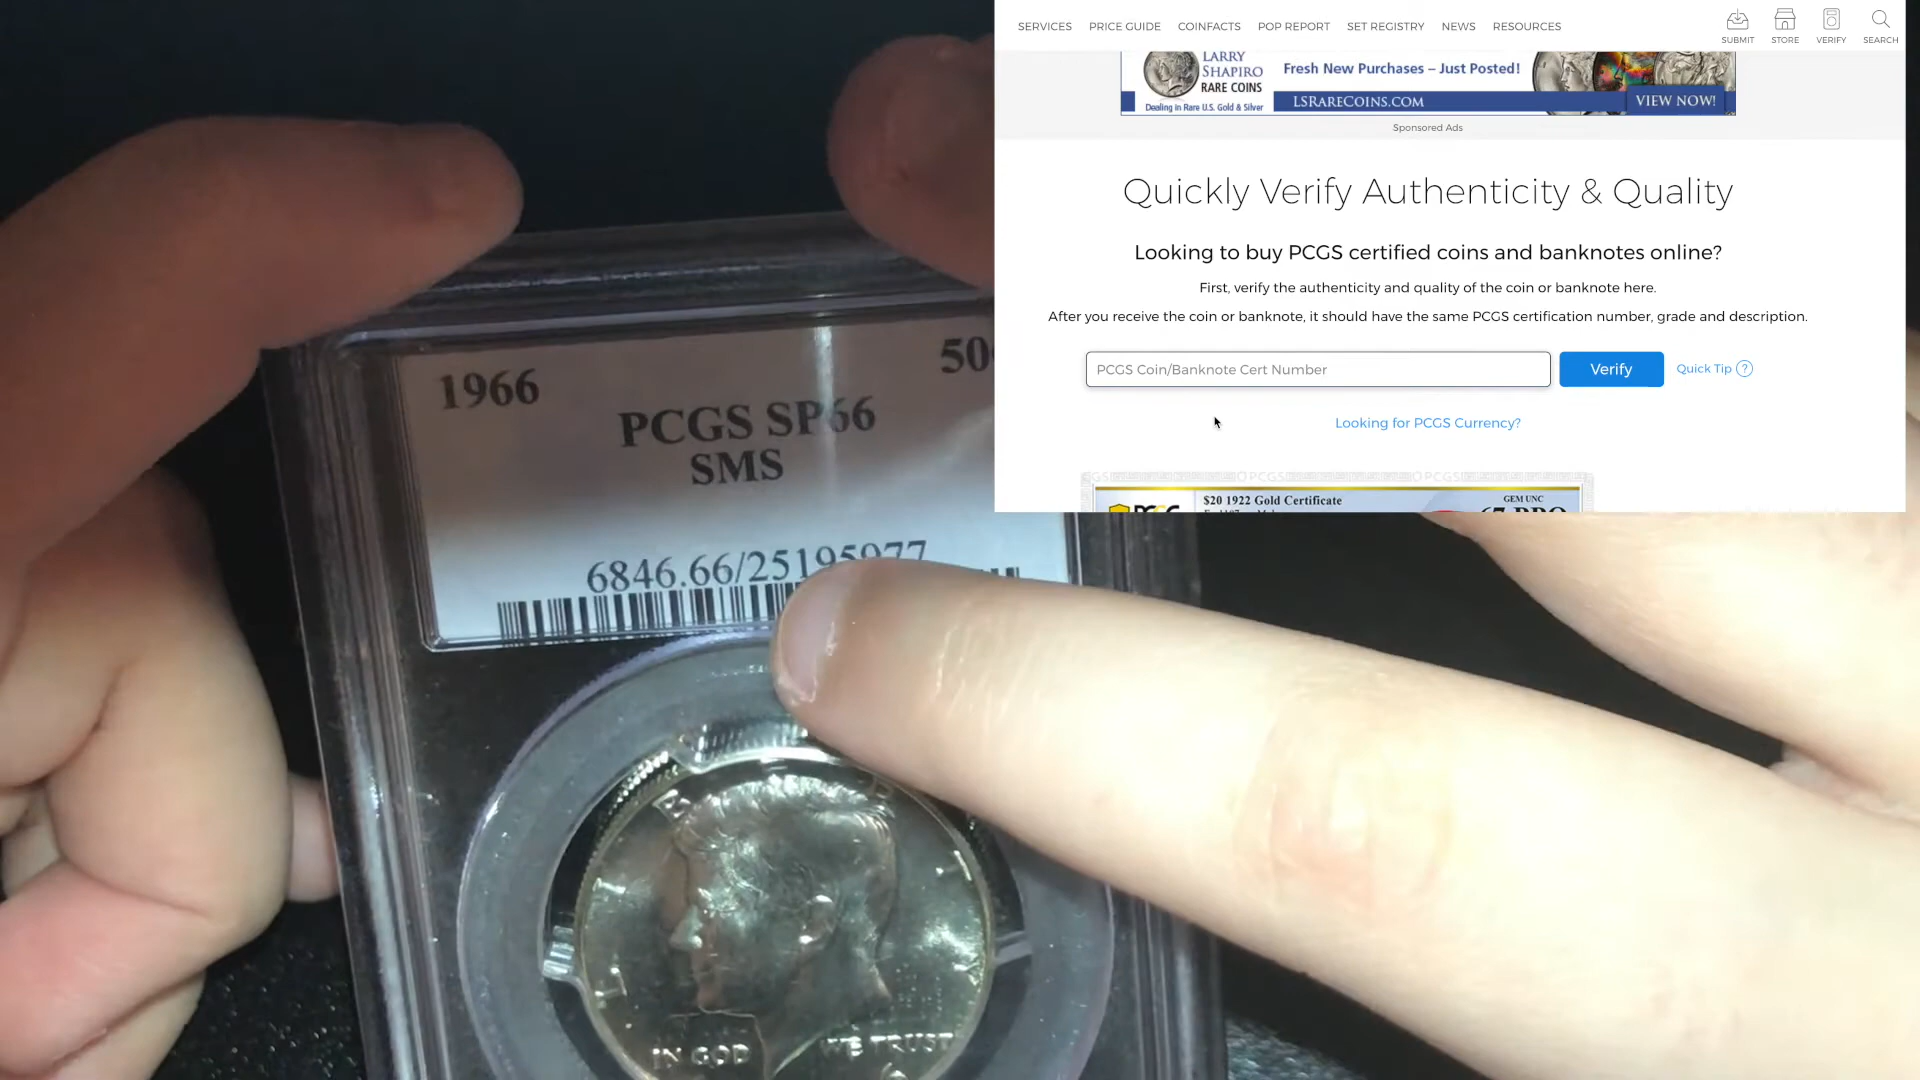 SERVICES PRICE GUIDE COINFACTS POP REPORT SET REGISTRY NEWS RESOURCES
SUBMIT STORE VERIFY SEARCH
LARRY
SHAPIRO
RARE COINS
Dealing in Rare U.S. Gold & Silver
Fresh New Purchases – Just Posted!
LSRARECOINS.COM
VIEW NOW!
Sponsored Ads
Quickly Verify Authenticity & Quality
Looking to buy PCGS certified coins and banknotes online?
First, verify the authenticity and quality of the coin or banknote here.
After you receive the coin or banknote, it should have the same PCGS certification number, grade and description.
PCGS Coin/Banknote Cert Number
Verify
Quick Tip ?
Looking for PCGS Currency?
$20 1922 Gold Certificate
GEM UNC
1966
50
PCGS SP66
SMS
6846.66/25195977
IN GOD WE TRUST